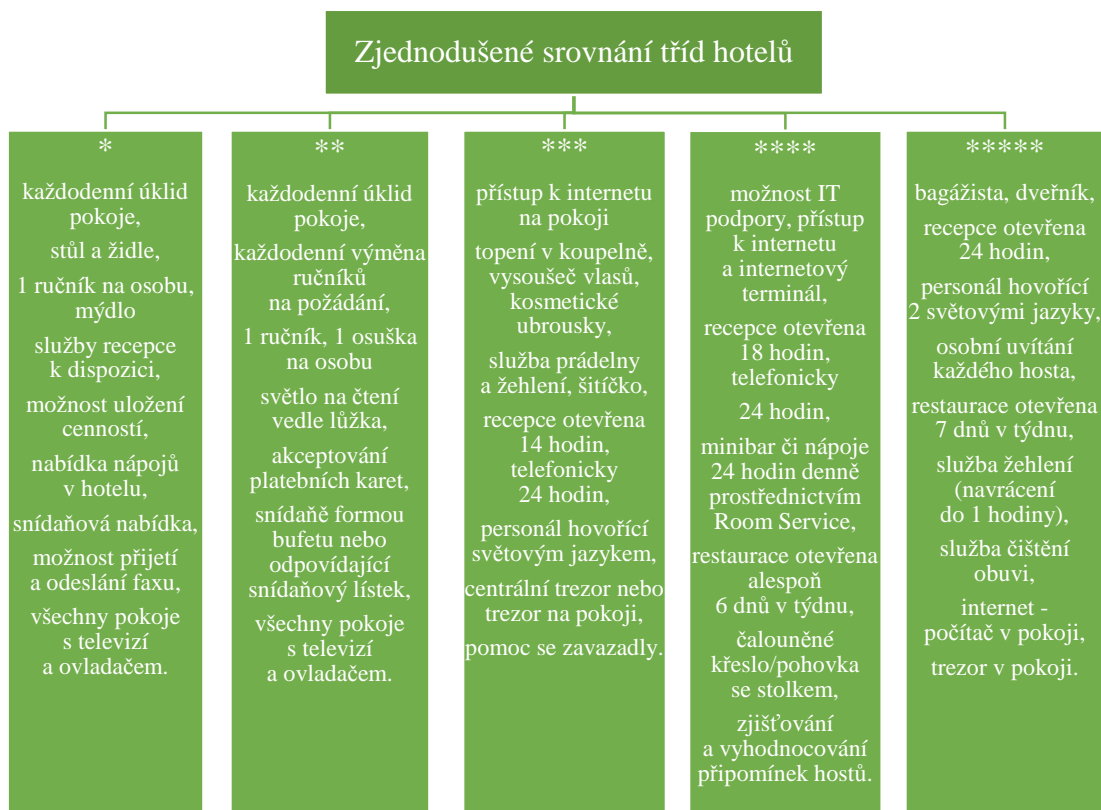 Zjednodušené srovnání tříd hotelů
*
každodenní úklid
pokoje,
stůl a židle,
1 ručník na osobu,
mýdlo
služby recepce
k dispozici,
možnost uložení
cenností,
nabídka nápojů
v hotelu,
snídaňová nabídka,
možnost přijetí
a odeslání faxu,
všechny pokoje
s televizí
a ovladačem.
**
každodenní úklid
pokoje,
každodenní výměna
ručníků
na požádání,
1 ručník, 1 osuška
na osobu
světlo na čtení
vedle lůžka,
akceptování
platebních karet,
snídaně formou
bufetu nebo
odpovídající
snídaňový lístek,
všechny pokoje
s televizí
a ovladačem.
***
přístup k internetu
na pokoji
topení v koupelně,
vysoušeč vlasů,
kosmetické
ubrousky,
služba prádelny
a žehlení, šitíčko,
recepce otevřena
14 hodin,
telefonicky
24 hodin,
personál hovořící
světovým jazykem,
centrální trezor nebo
trezor na pokoji,
pomoc se zavazadly.
****
možnost IT
podpory, přístup
k internetu
a internetový
terminál,
recepce otevřena
18 hodin,
telefonicky
24 hodin,
minibar či nápoje
24 hodin denně
prostřednictvím
Room Service,
restaurace otevřena
alespoň
6 dnů v týdnu,
čalouněné
křeslo/pohovka
se stolkem,
zjišťování
a vyhodnocování
připomínek hostů.
*****
bagážista, dveřník,
recepce otevřena
24 hodin,
personál hovořící
2 světovými jazyky,
osobní uvítání
každého hosta,
restaurace otevřena
7 dnů v týdnu,
služba žehlení
(navrácení
do 1 hodiny),
služba čištění
obuvi,
internet -
počítač v pokoji,
trezor v pokoji.